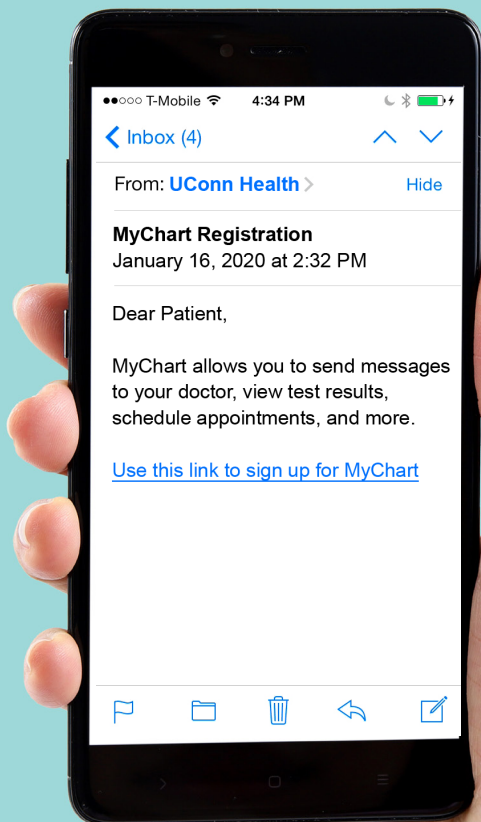 T-Mobile 4:34 PM
Inbox (4)
From: UConn Health Hide
MyChart Registration
January 16, 2020 at 2:32 PM
Dear Patient,
MyChart allows you to send messages
to your doctor, view test results,
schedule appointments, and more.
Use this link to sign up for MyChart